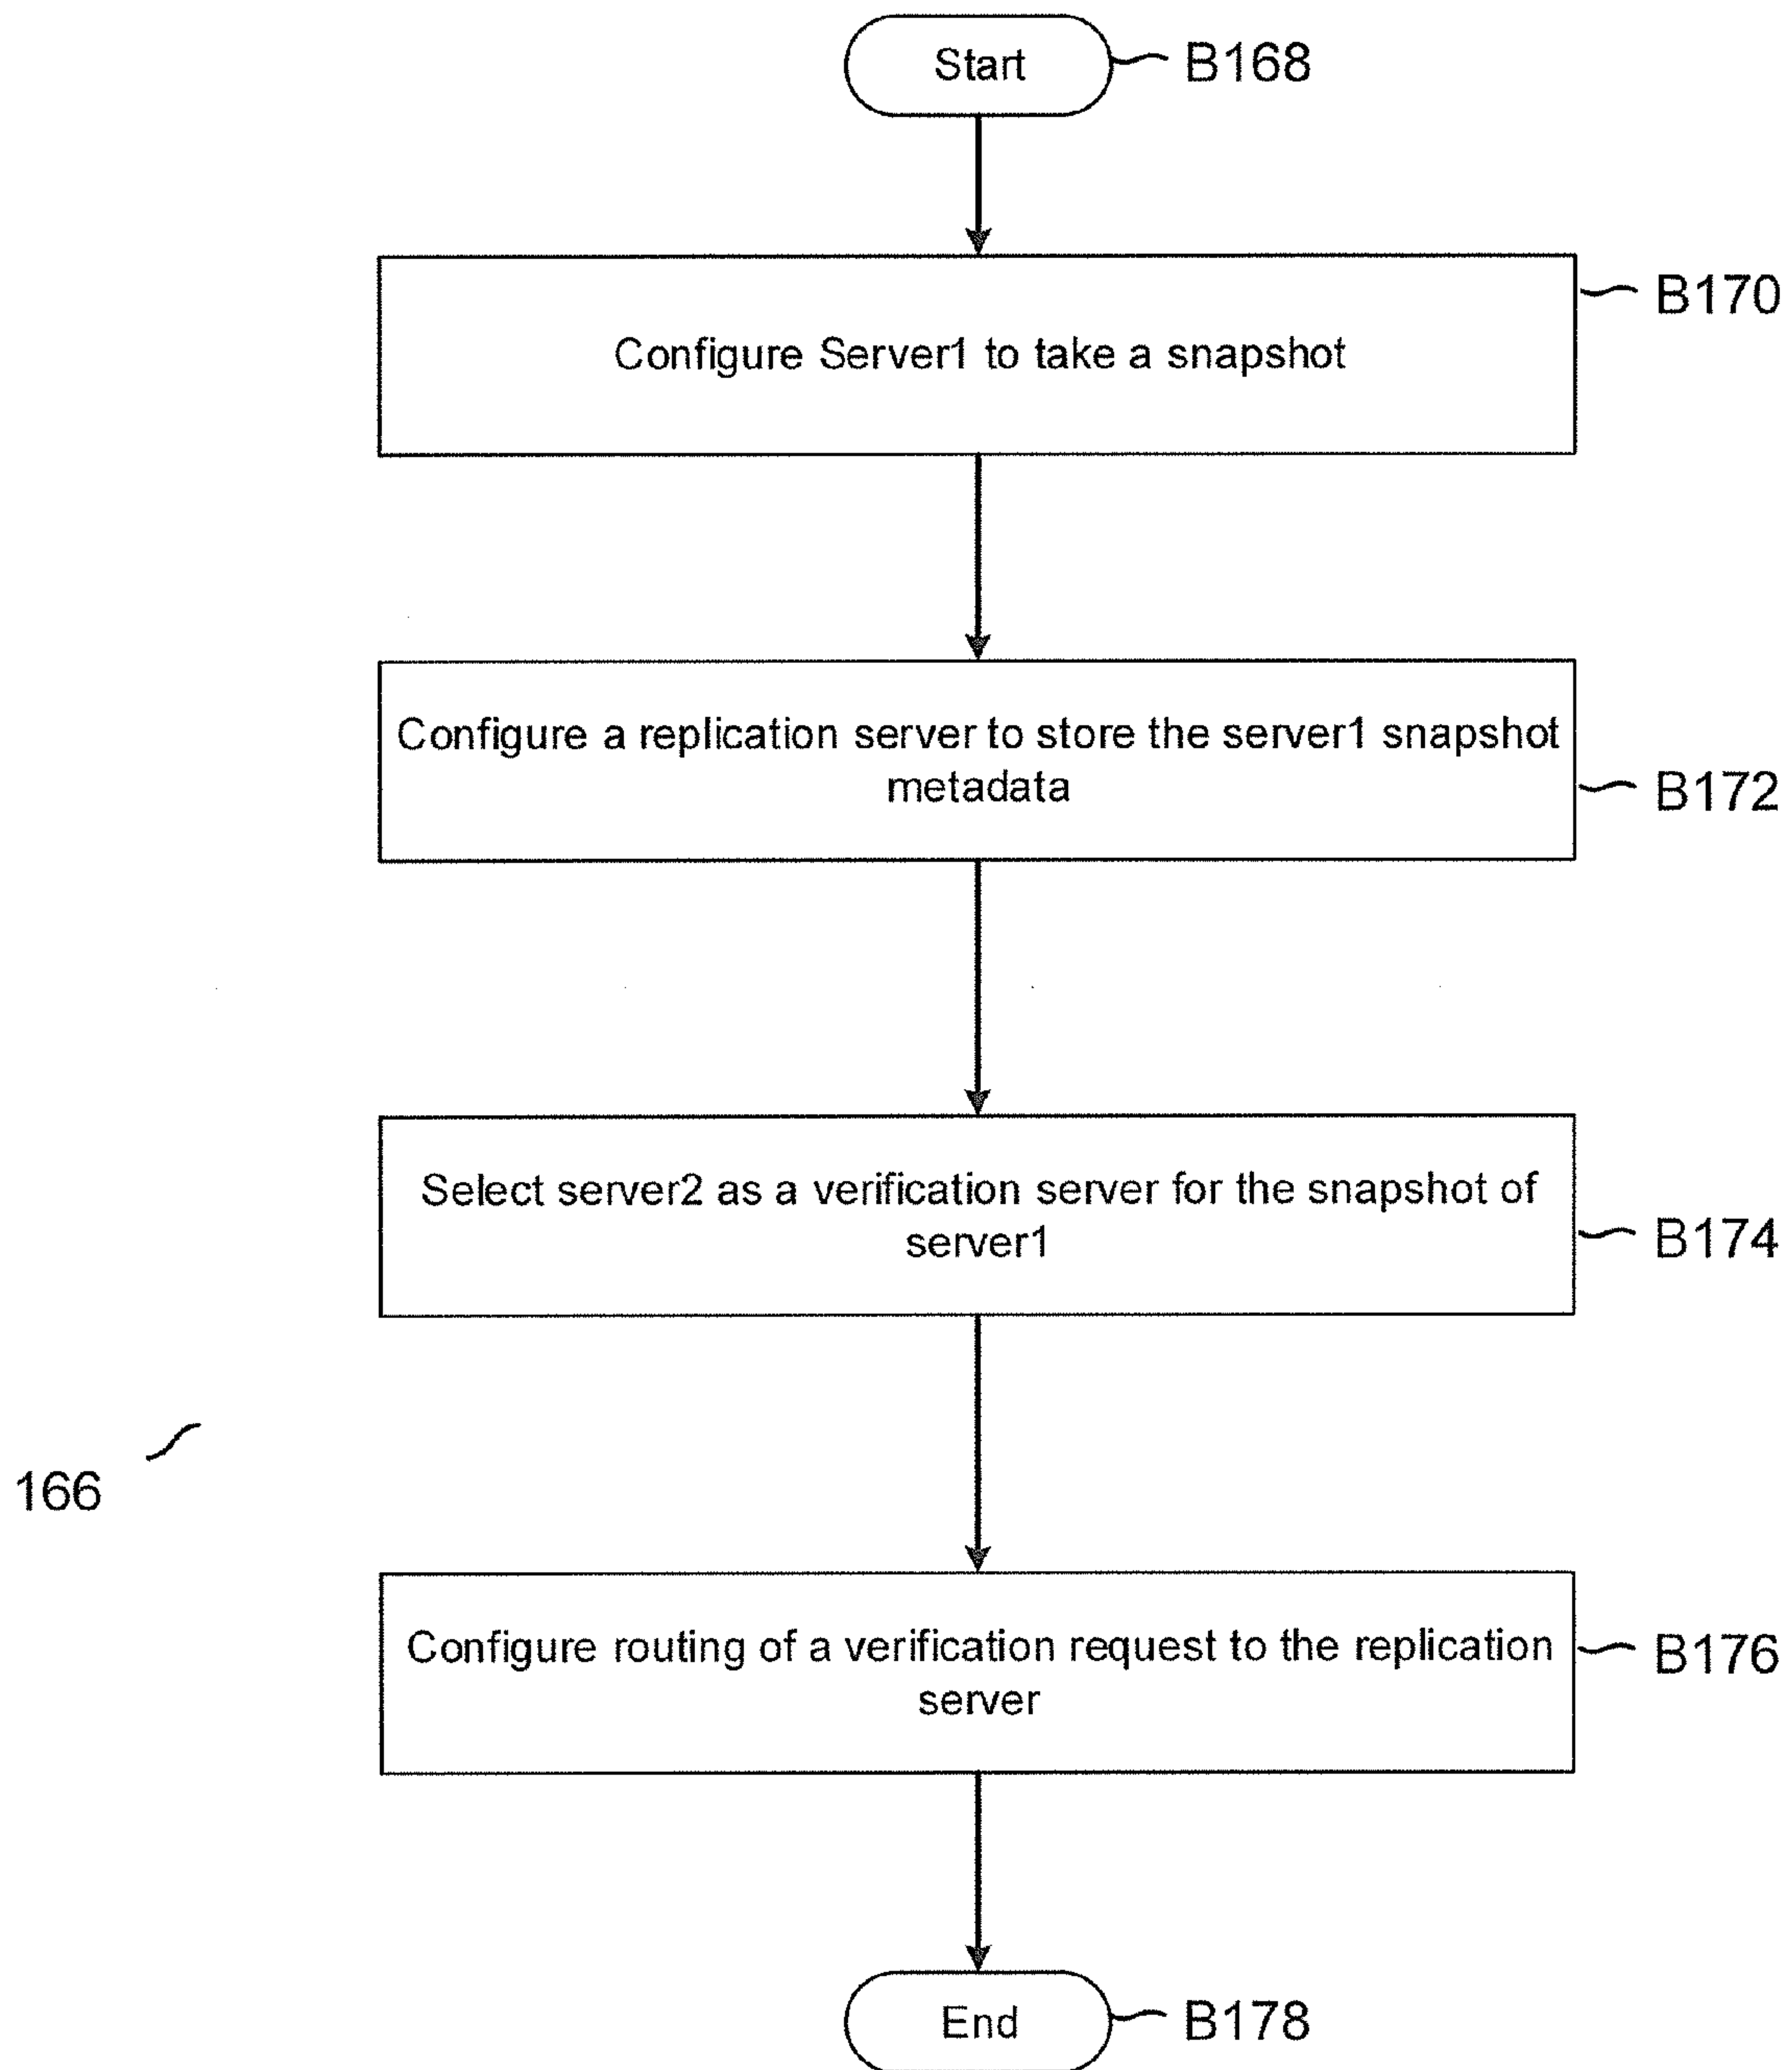 Start
B168
Configure Server1 to take a snapshot
B170
Configure a replication server to store the server1 snapshot
metadata
B172
Select server2 as a verification server for the snapshot of
server1
B174
166
Configure routing of a verification request to the replication
server
B176
End
B178